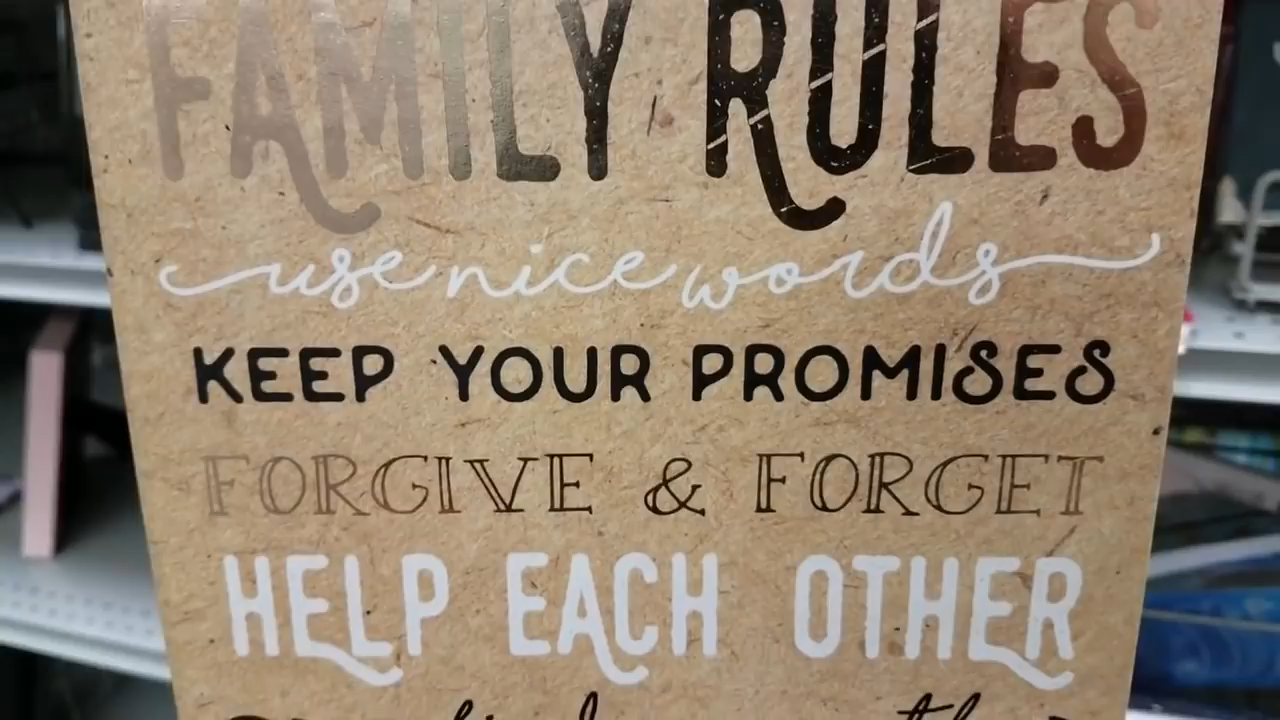 FAMILY RULES
use nice words
KEEP YOUR PROMISES
FORGIVE & FORGET
HELP EACH OTHER